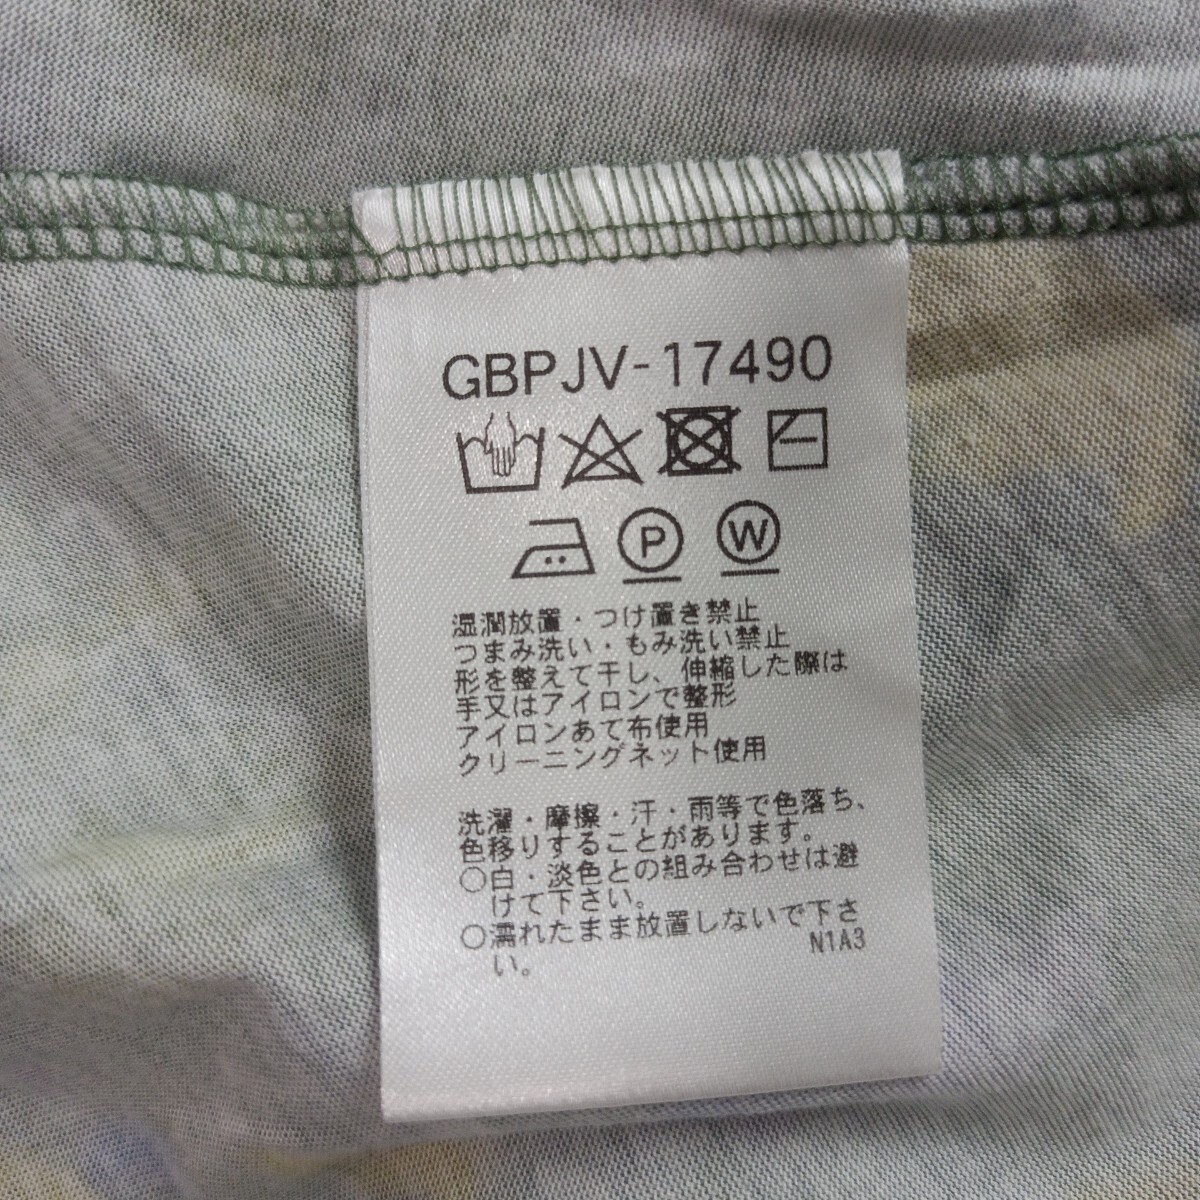 GBPJV-17490
P
W
湿潤放置・つけ置き禁止
つまみ洗い・もみ洗い禁止
形を整えて干し、伸縮した際は
手又はアイロンで整形
アイロンあて布使用
クリーニングネット使用
洗濯・摩擦・汗・雨等で色落ち、
色移りすることがあります。
○白・淡色との組み合わせは避
けて下さい。
○濡れたまま放置しないで下さ
い。
N1A3